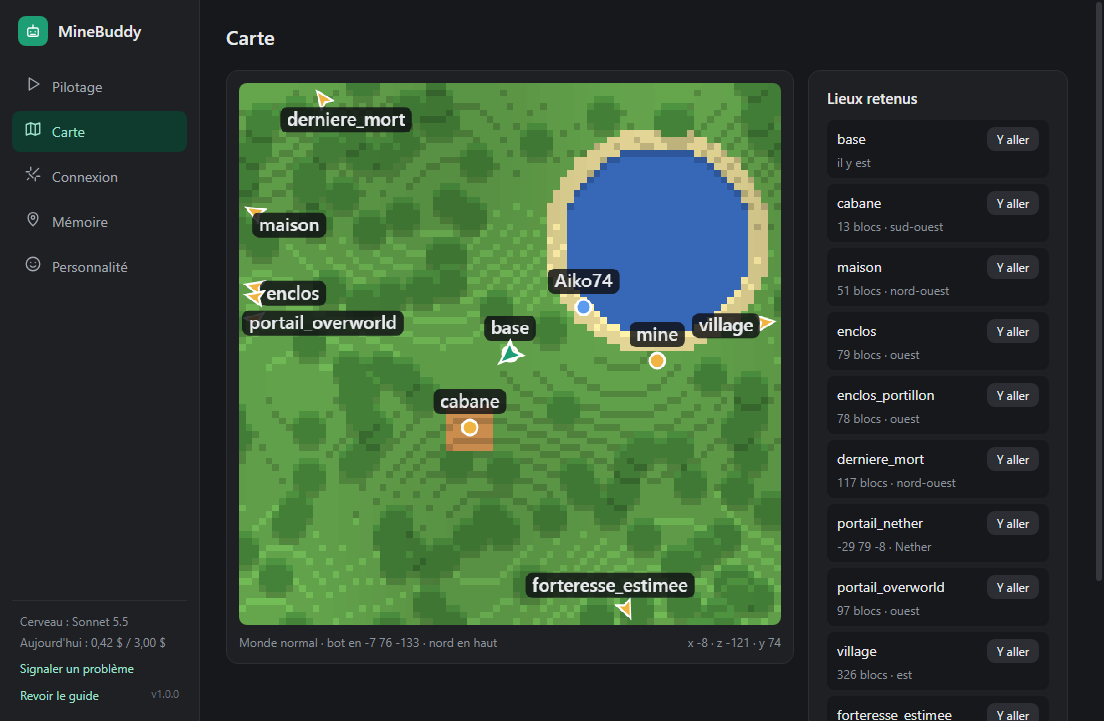 MineBuddy
Pilotage
Carte
Connexion
Mémoire
Personnalité
Cerveau : Sonnet 5.5
Aujourd'hui : 0,42 $ / 3,00 $
Signaler un problème
Revoir le guide
v1.0.0
Carte
derniere_mort
maison
enclos
portail_overworld
Aiko74
base
mine
village
cabane
forteresse_estimee
Monde normal · bot en -7 76 -133 · nord en haut
x -8 · z -121 · y 74
Lieux retenus
base
Y aller
il y est
cabane
Y aller
13 blocs · sud-ouest
maison
Y aller
51 blocs · nord-ouest
enclos
Y aller
79 blocs · ouest
enclos_portillon
Y aller
78 blocs · ouest
derniere_mort
Y aller
117 blocs · nord-ouest
portail_nether
Y aller
-29 79 -8 · Nether
portail_overworld
Y aller
97 blocs · ouest
village
Y aller
326 blocs · est
forteresse_estimee
Y aller